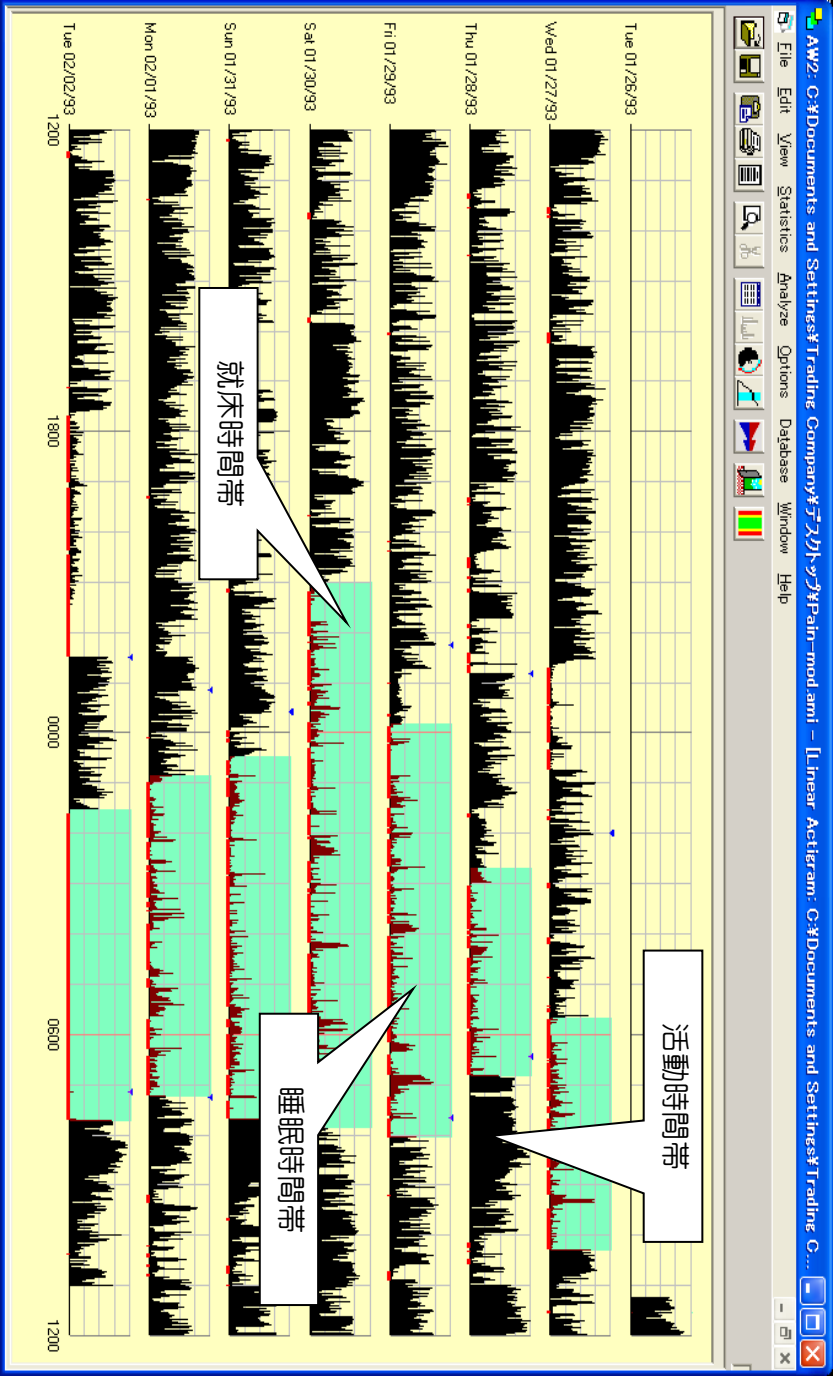 AW2: C:¥Documents and Settings¥Trading Company¥デスクトップ¥Pain-mod.ami - [Linear Actigram: C:¥Documents and Settings¥Trading C...
File Edit View Statistics Analyze Options Database Window Help
Tue 01/26/93
Wed 01/27/93
Thu 01/28/93
Fri 01/29/93
Sat 01/30/93
Sun 01/31/93
Mon 02/01/93
Tue 02/02/93
1200 1800 0000 0600 1200
活動時間帯
睡眠時間帯
就床時間帯